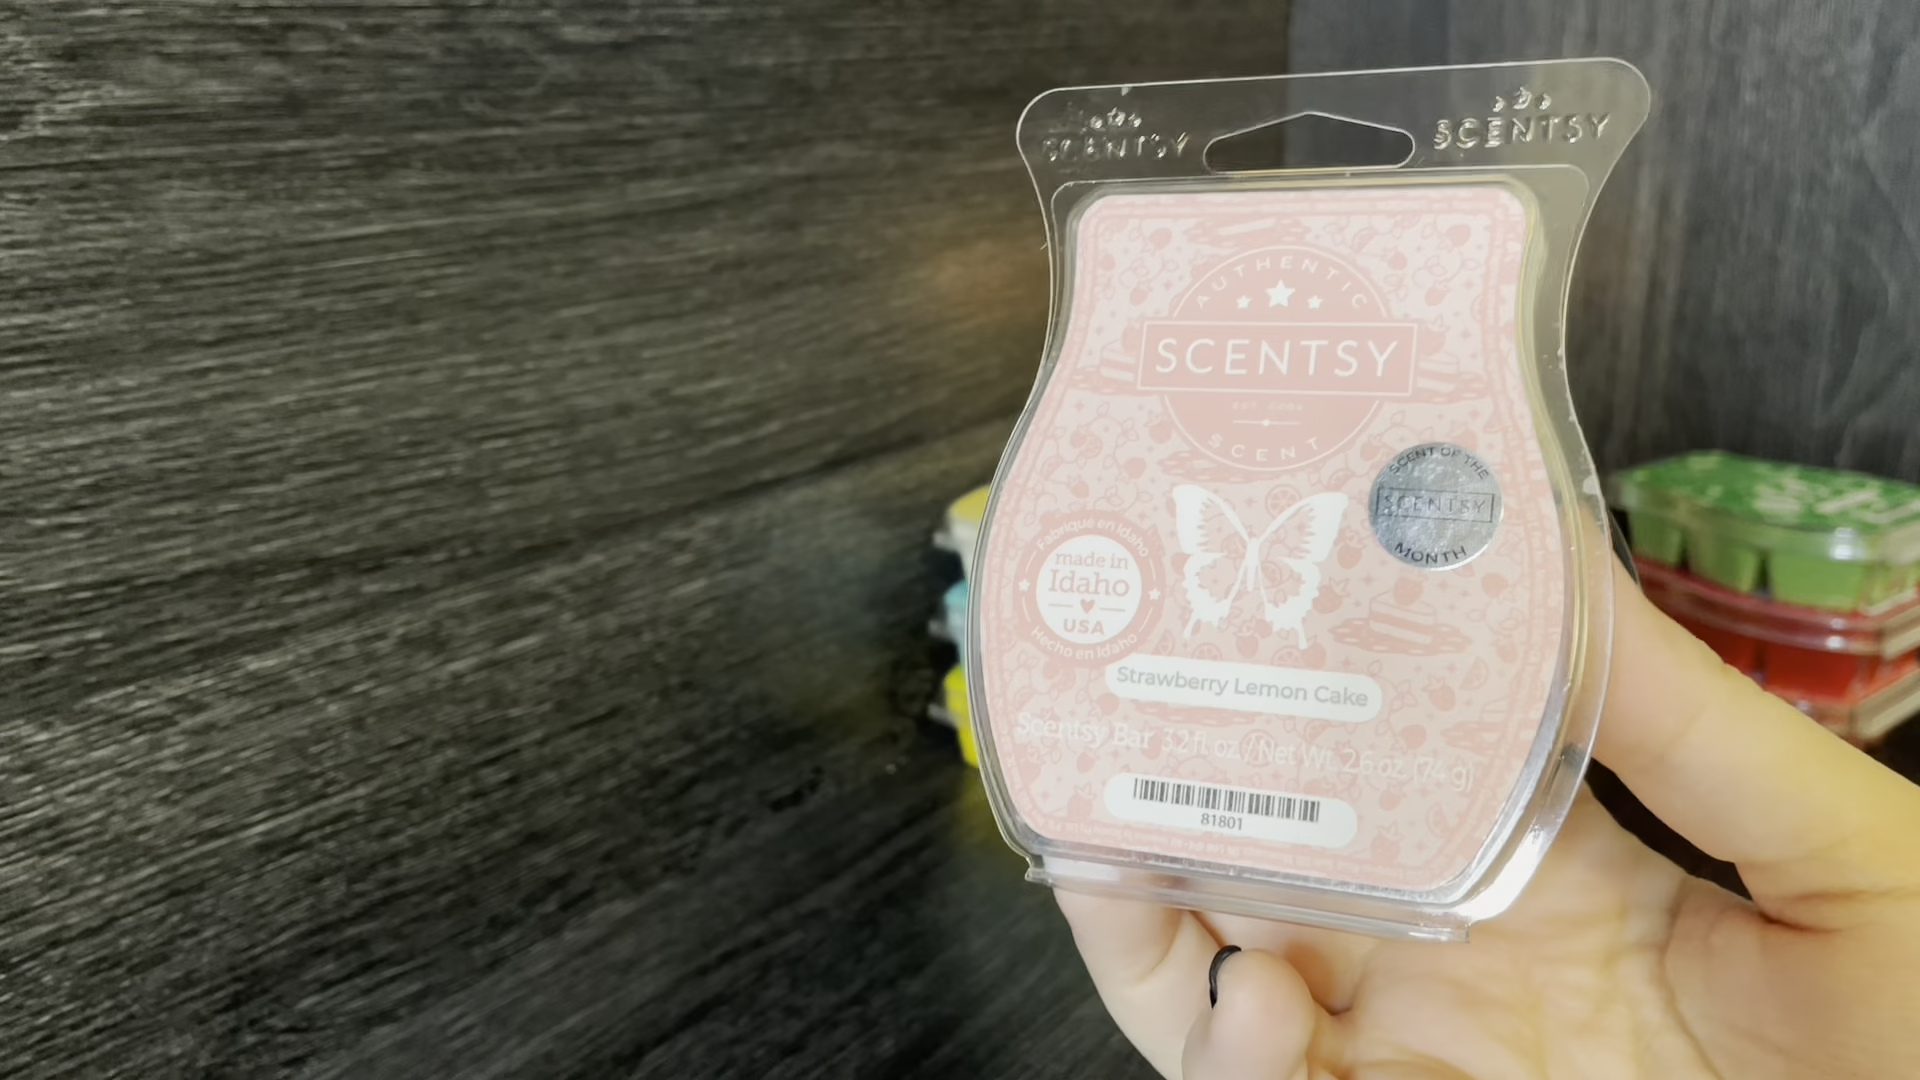 SCENTSY
SCENTSY
AUTHENTIC
SCENTSY
SCENT
SCENT OF THE
SCENTSY
MONTH
Fabriqué en Idaho
made in
Idaho
USA
Hecho en Idaho
Strawberry Lemon Cake
Scentsy Bar 3.2 fl oz / Net Wt. 2.6 oz (74 g)
81801